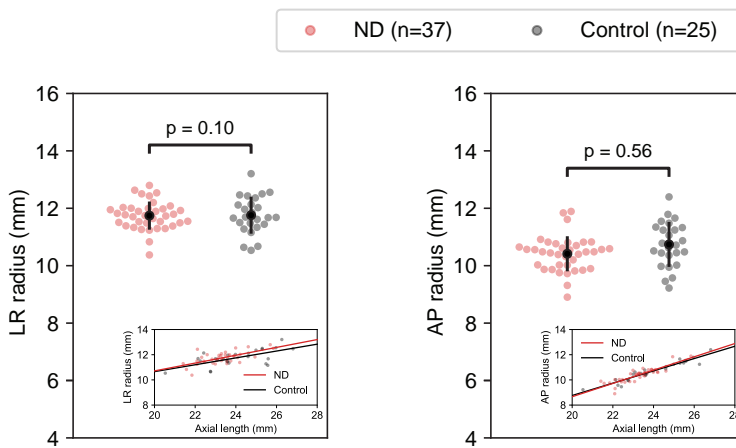 ND (n=37) Control (n=25)
16
14
12
10
8
6
4
LR radius (mm)
p = 0.10
14
12
10
8
LR radius (mm)
ND
Control
20 22 24 26 28
Axial length (mm)
16
14
12
10
8
6
4
AP radius (mm)
p = 0.56
14
12
10
8
AP radius (mm)
ND
Control
20 22 24 26 28
Axial length (mm)